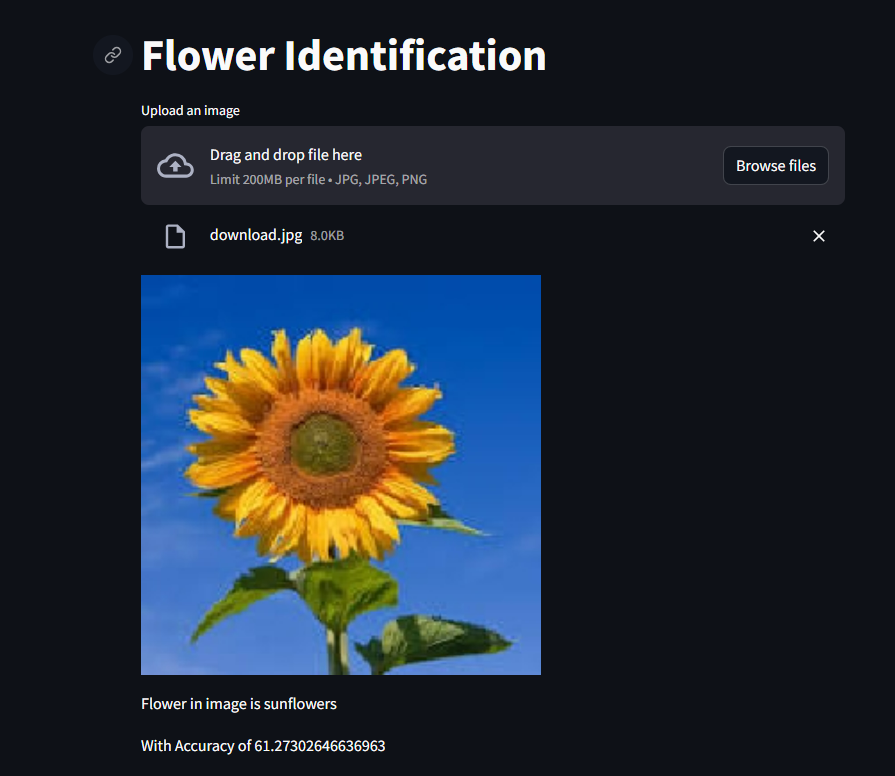 Flower Identification
Upload an image
Drag and drop file here
Limit 200MB per file • JPG, JPEG, PNG
Browse files
download.jpg 8.0KB
Flower in image is sunflowers
With Accuracy of 61.27302646636963